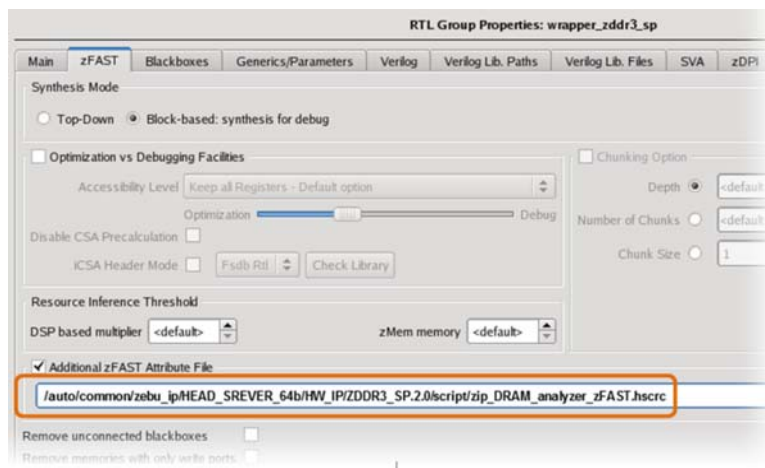 RTL Group Properties: wrapper_zddr3_sp
Main zFAST Blackboxes Generics/Parameters Verilog Verilog Lib. Paths Verilog Lib. Files SVA zDPI
Synthesis Mode
Top-Down Block-based: synthesis for debug
Optimization vs Debugging Facilities Chunking Option
Accessibility Level Keep all Registers - Default option Depth <default
Optimization Debug Number of Chunks <default
Disable CSA Precalculation
iCSA Header Mode Fsdb Rtl Check Library Chunk Size 1
Resource Inference Threshold
DSP based multiplier <default> zMem memory <default>
Additional zFAST Attribute File
/auto/common/zebu_ip/HEAD_SREVER_64b/HW_IP/ZDDR3_SP.2.0/script/zip_DRAM_analyzer_zFAST.hscrc
Remove unconnected blackboxes
Remove memories with only write ports